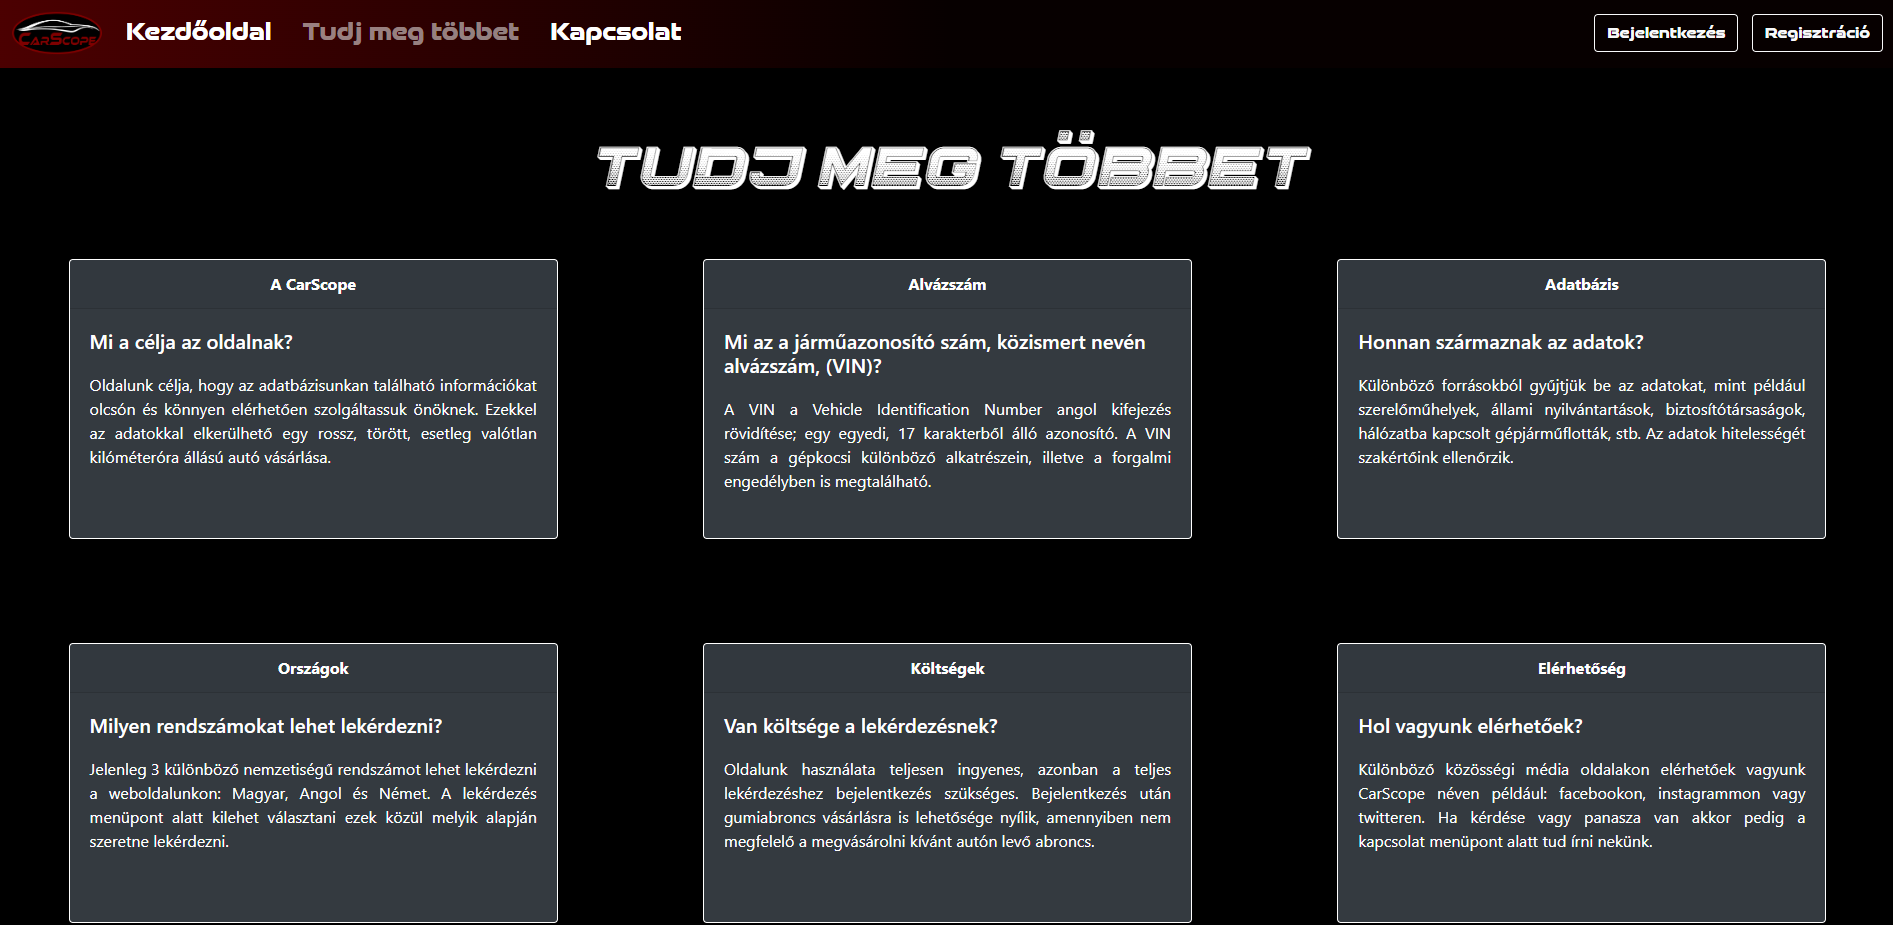 CarScope
Kezdőoldal
Tudj meg többet
Kapcsolat
Bejelentkezés
Regisztráció
TUDJ MEG TÖBBET
A CarScope
Mi a célja az oldalnak?
Oldalunk célja, hogy az adatbázisunkan található információkat
olcsón és könnyen elérhetően szolgáltassuk önöknek. Ezekkel
az adatokkal elkerülhető egy rossz, törött, esetleg valótlan
kilóméteróra állású autó vásárlása.
Alvázszám
Mi az a járműazonosító szám, közismert nevén
alvázszám, (VIN)?
A VIN a Vehicle Identification Number angol kifejezés
rövidítése; egy egyedi, 17 karakterből álló azonosító. A VIN
szám a gépkocsi különböző alkatrészein, illetve a forgalmi
engedélyben is megtalálható.
Adatbázis
Honnan származnak az adatok?
Különböző forrásokból gyűjtjük be az adatokat, mint például
szerelőműhelyek, állami nyilvántartások, biztosítótársaságok,
hálózatba kapcsolt gépjárműflották, stb. Az adatok hitelességét
szakértőink ellenőrzik.
Országok
Milyen rendszámokat lehet lekérdezni?
Jelenleg 3 különböző nemzetiségű rendszámot lehet lekérdezni
a weboldalunkon: Magyar, Angol és Német. A lekérdezés
menüpont alatt kilehet választani ezek közül melyik alapján
szeretne lekérdezni.
Költségek
Van költsége a lekérdezésnek?
Oldalunk használata teljesen ingyenes, azonban a teljes
lekérdezéshez bejelentkezés szükséges. Bejelentkezés után
gumiabroncs vásárlásra is lehetősége nyílik, amennyiben nem
megfelelő a megvásárolni kívánt autón levő abroncs.
Elérhetőség
Hol vagyunk elérhetőek?
Különböző közösségi média oldalakon elérhetőek vagyunk
CarScope néven például: facebookon, instagrammon vagy
twitteren. Ha kérdése vagy panasza van akkor pedig a
kapcsolat menüpont alatt tud írni nekünk.